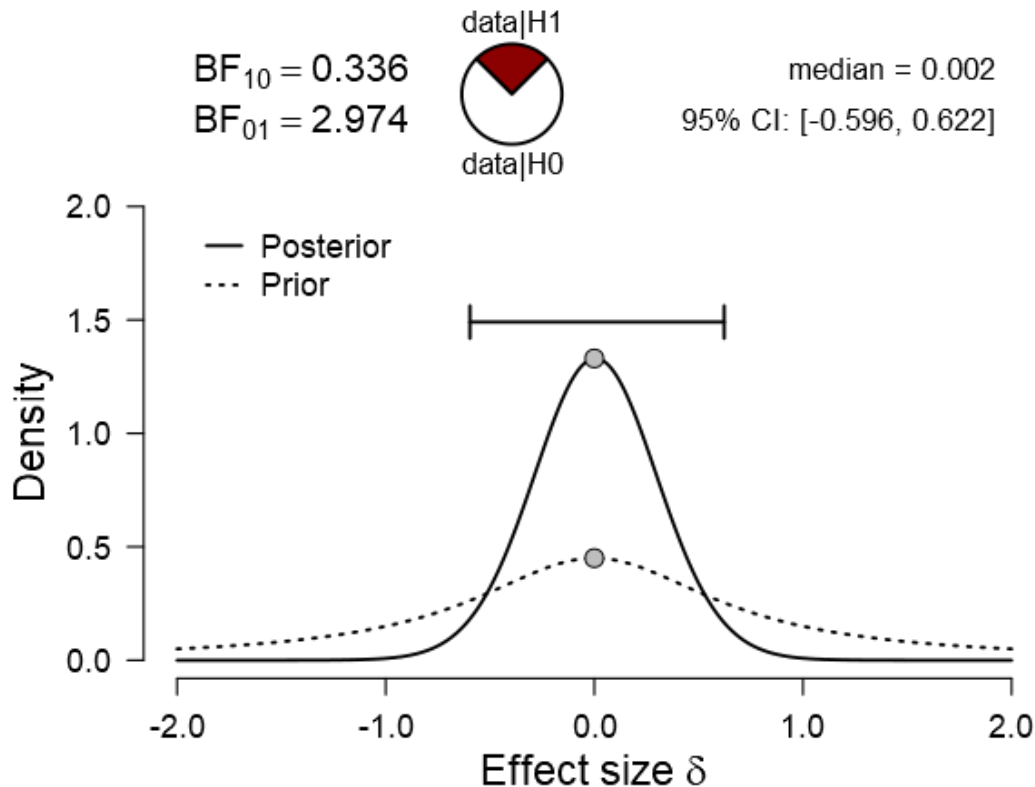 data|H1
BF10 = 0.336
BF01 = 2.974
data|H0
median = 0.002
95% CI: [-0.596, 0.622]
Posterior
Prior
Density
2.0
1.5
1.0
0.5
0.0
-2.0 -1.0 0.0 1.0 2.0
Effect size δ